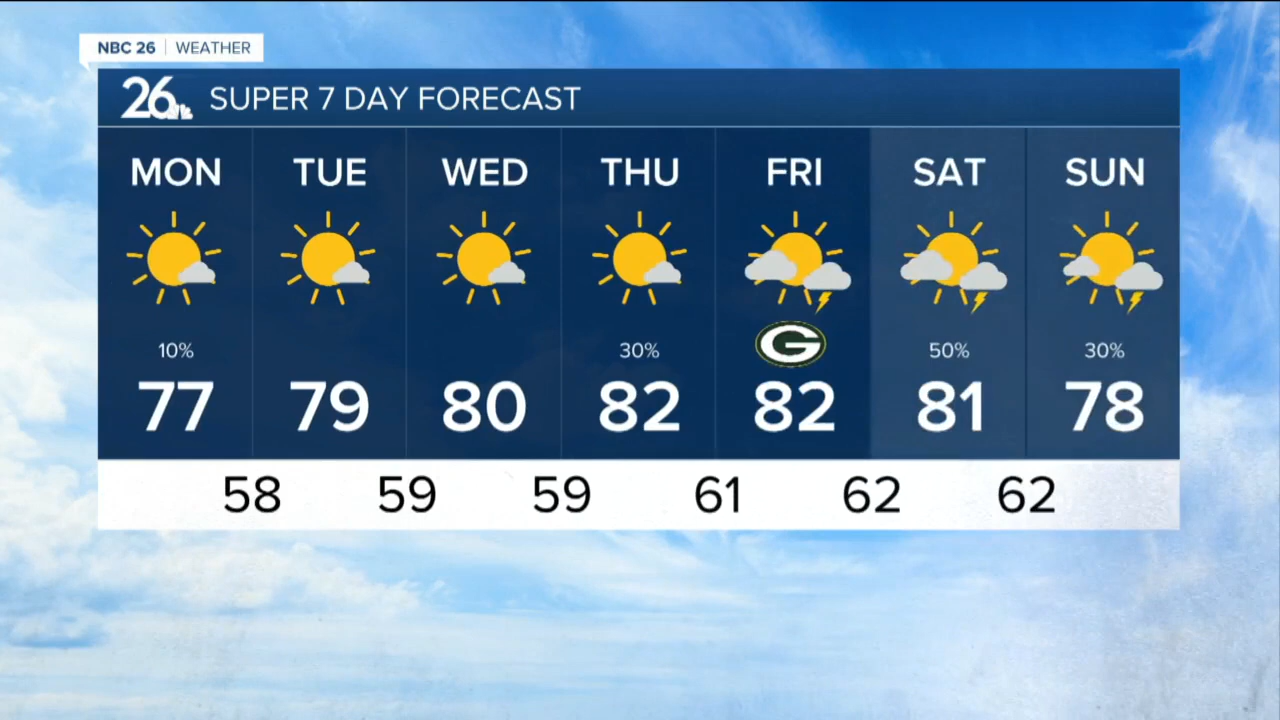 NBC 26 | WEATHER
26 SUPER 7 DAY FORECAST
MON TUE WED THU FRI SAT SUN
10% 30% G 50% 30%
77 79 80 82 82 81 78
58 59 59 61 62 62